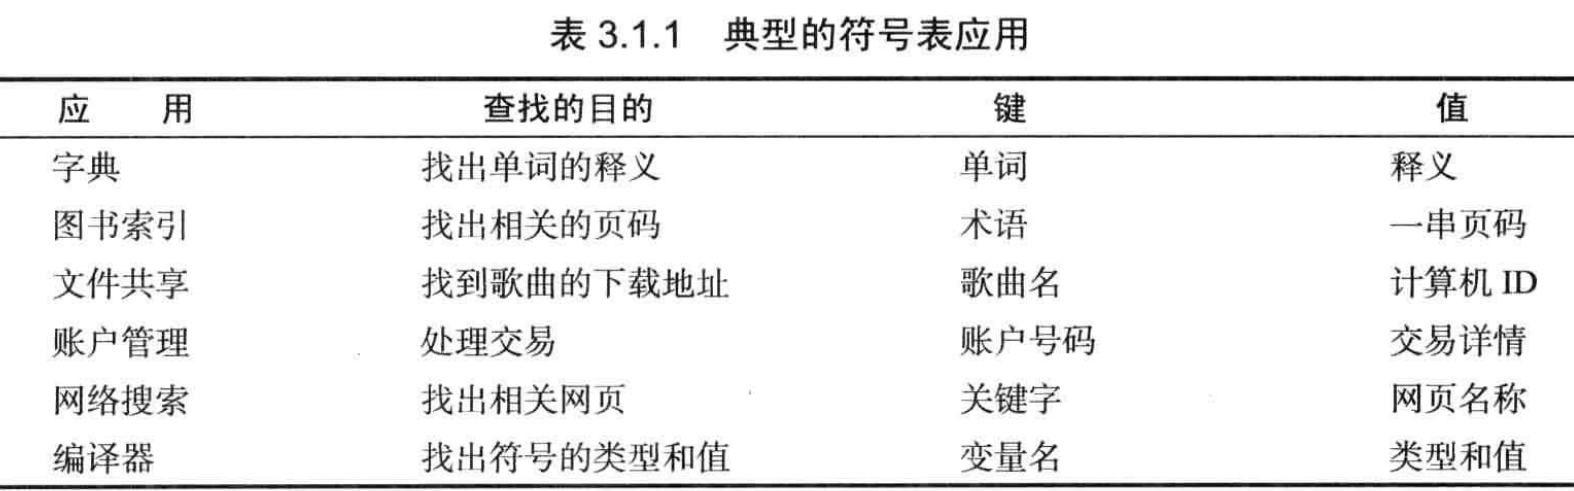 表 3.1.1 典型的符号表应用
应 用 查找的目的 键 值
字典 找出单词的释义 单词 释义
图书索引 找出相关的页码 术语 一串页码
文件共享 找到歌曲的下载地址 歌曲名 计算机 ID
账户管理 处理交易 账户号码 交易详情
网络搜索 找出相关网页 关键字 网页名称
编译器 找出符号的类型和值 变量名 类型和值